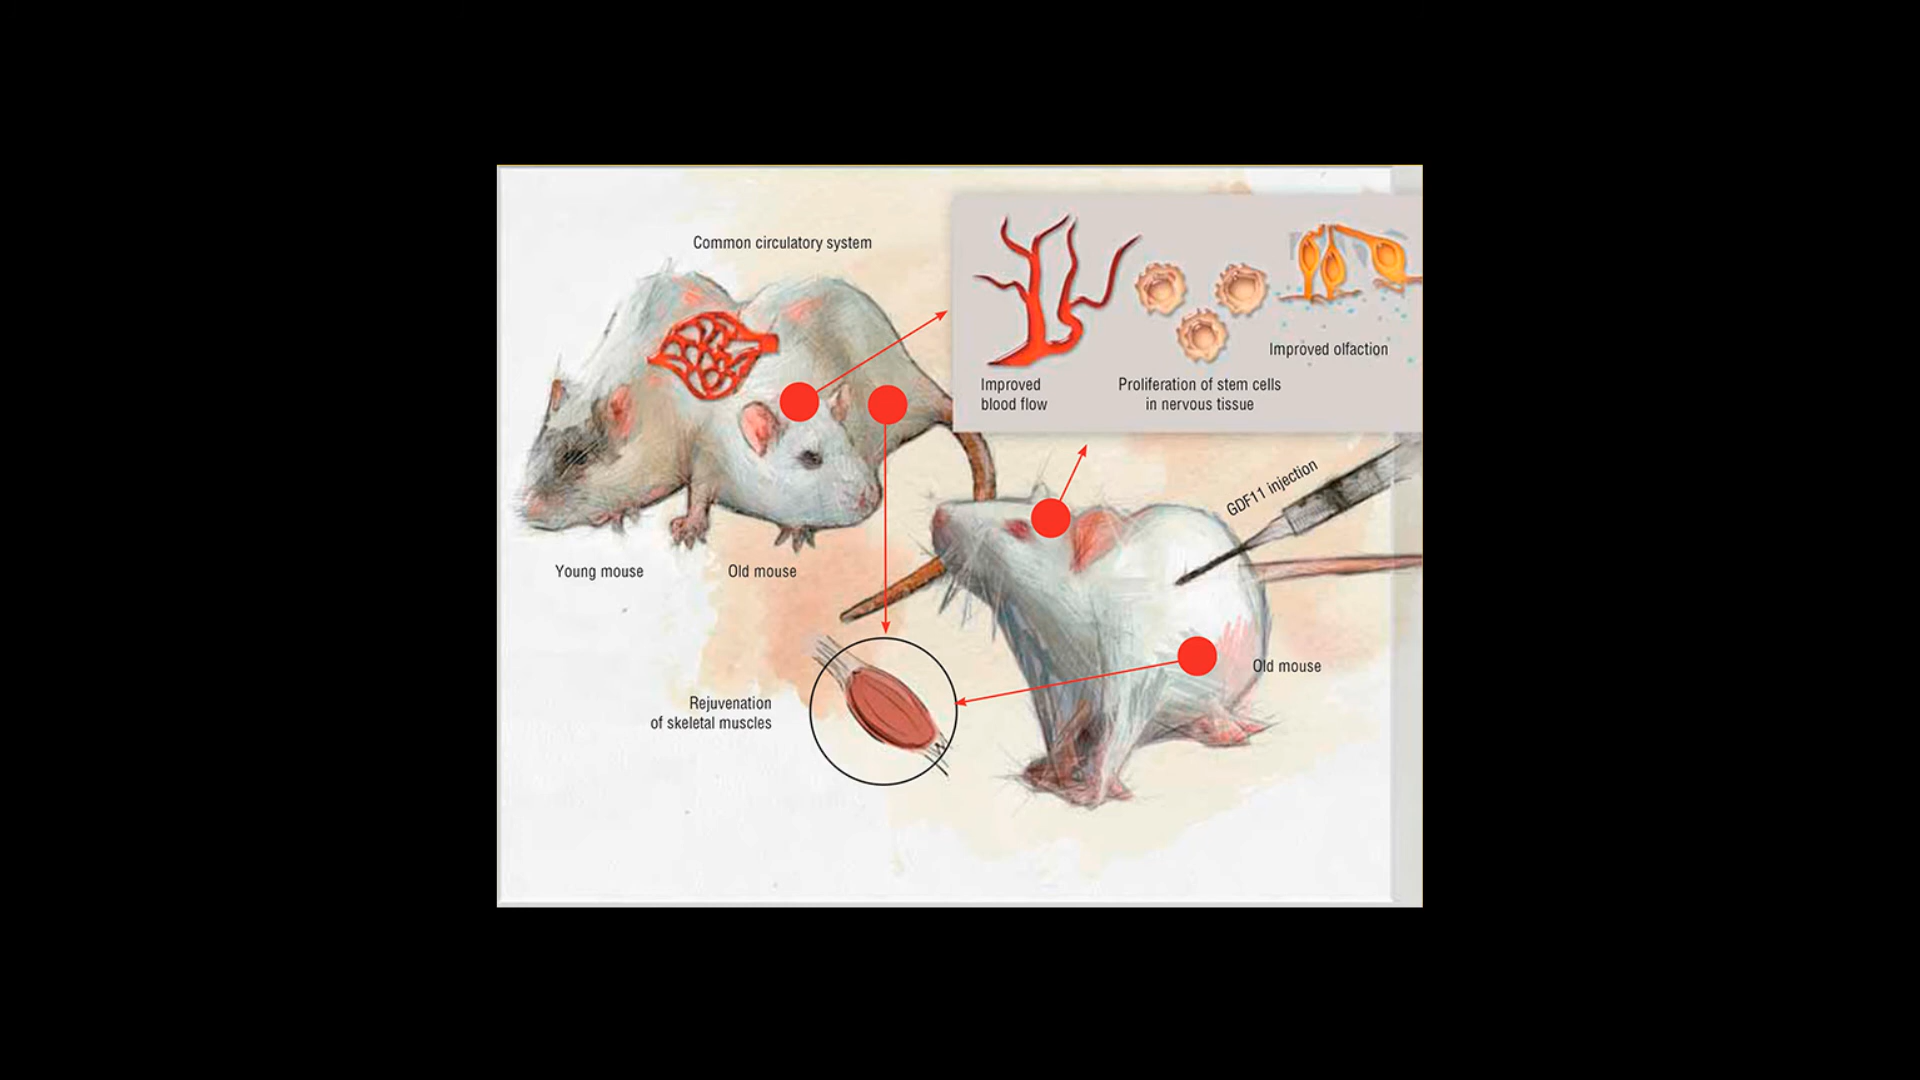 Common circulatory system
Improved olfaction
Improved
blood flow
Proliferation of stem cells
in nervous tissue
GDF11 injection
Young mouse
Old mouse
Old mouse
Rejuvenation
of skeletal muscles